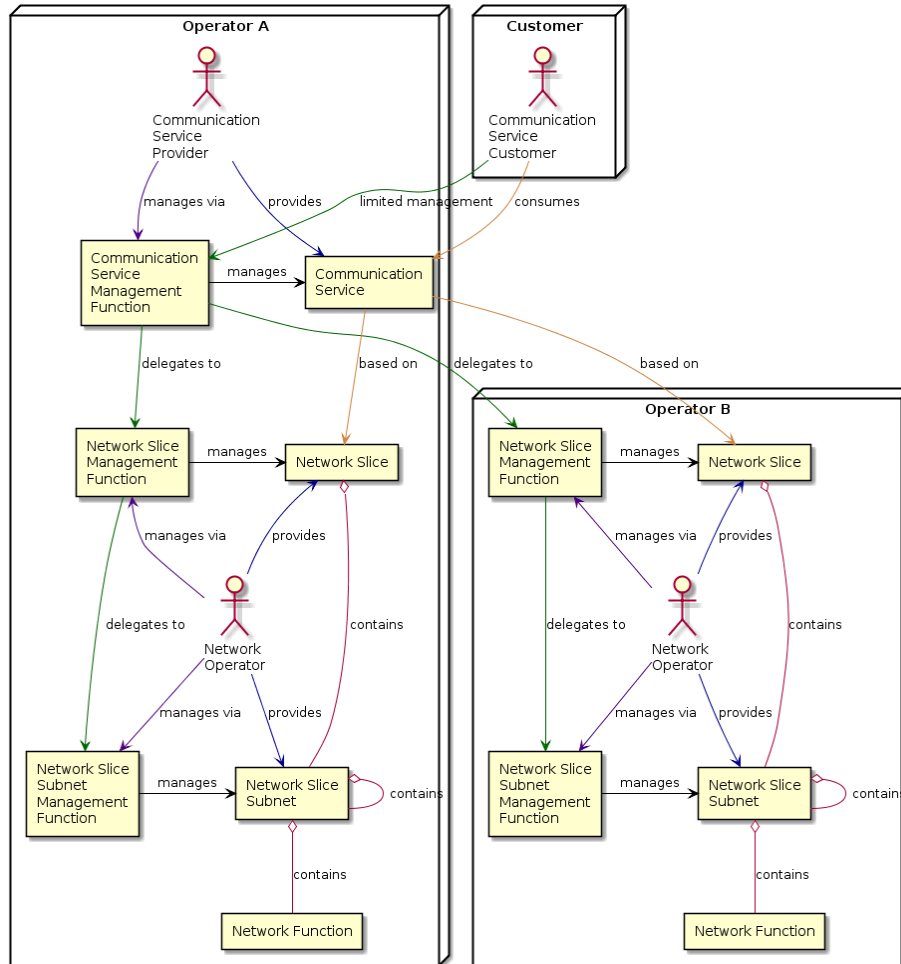 Operator A
Customer
Communication
Service
Provider
Communication
Service
Customer
manages via
provides
limited management
consumes
Communication
Service
Management
Function
manages
Communication
Service
delegates to
based on
delegates to
based on
Operator B
Network Slice
Management
Function
manages
Network Slice
Network Slice
Management
Function
manages
Network Slice
manages via
provides
manages via
provides
delegates to
Network
Operator
contains
delegates to
Network
Operator
contains
manages via
provides
manages via
provides
Network Slice
Subnet
Management
Function
manages
Network Slice
Subnet
contains
Network Slice
Subnet
Management
Function
manages
Network Slice
Subnet
contains
contains
contains
Network Function
Network Function